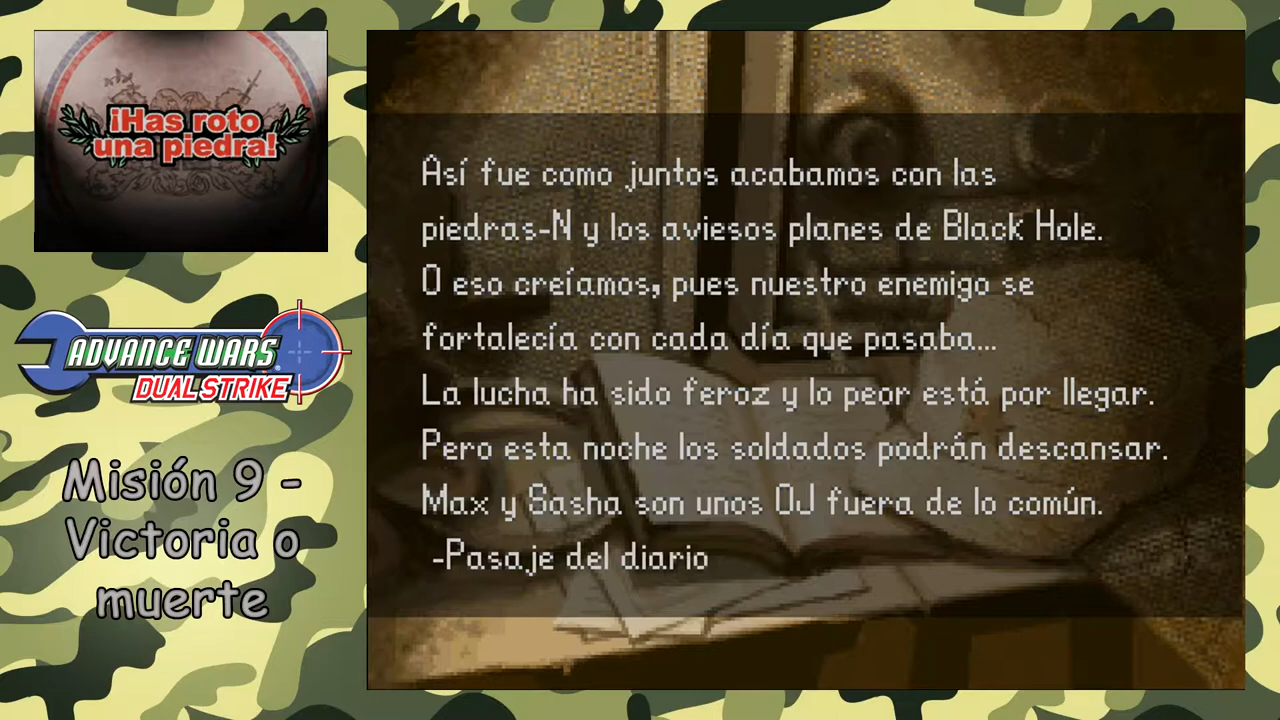 ¡Has roto
una piedra!
ADVANCE WARS
DUAL STRIKE
Misión 9 -
Victoria o
muerte
Así fue como juntos acabamos con las
piedras-N y los aviesos planes de Black Hole.
O eso creíamos, pues nuestro enemigo se
fortalecía con cada día que pasaba...
La lucha ha sido feroz y lo peor está por llegar.
Pero esta noche los soldados podrán descansar.
Max y Sasha son unos OJ fuera de lo común.
-Pasaje del diario